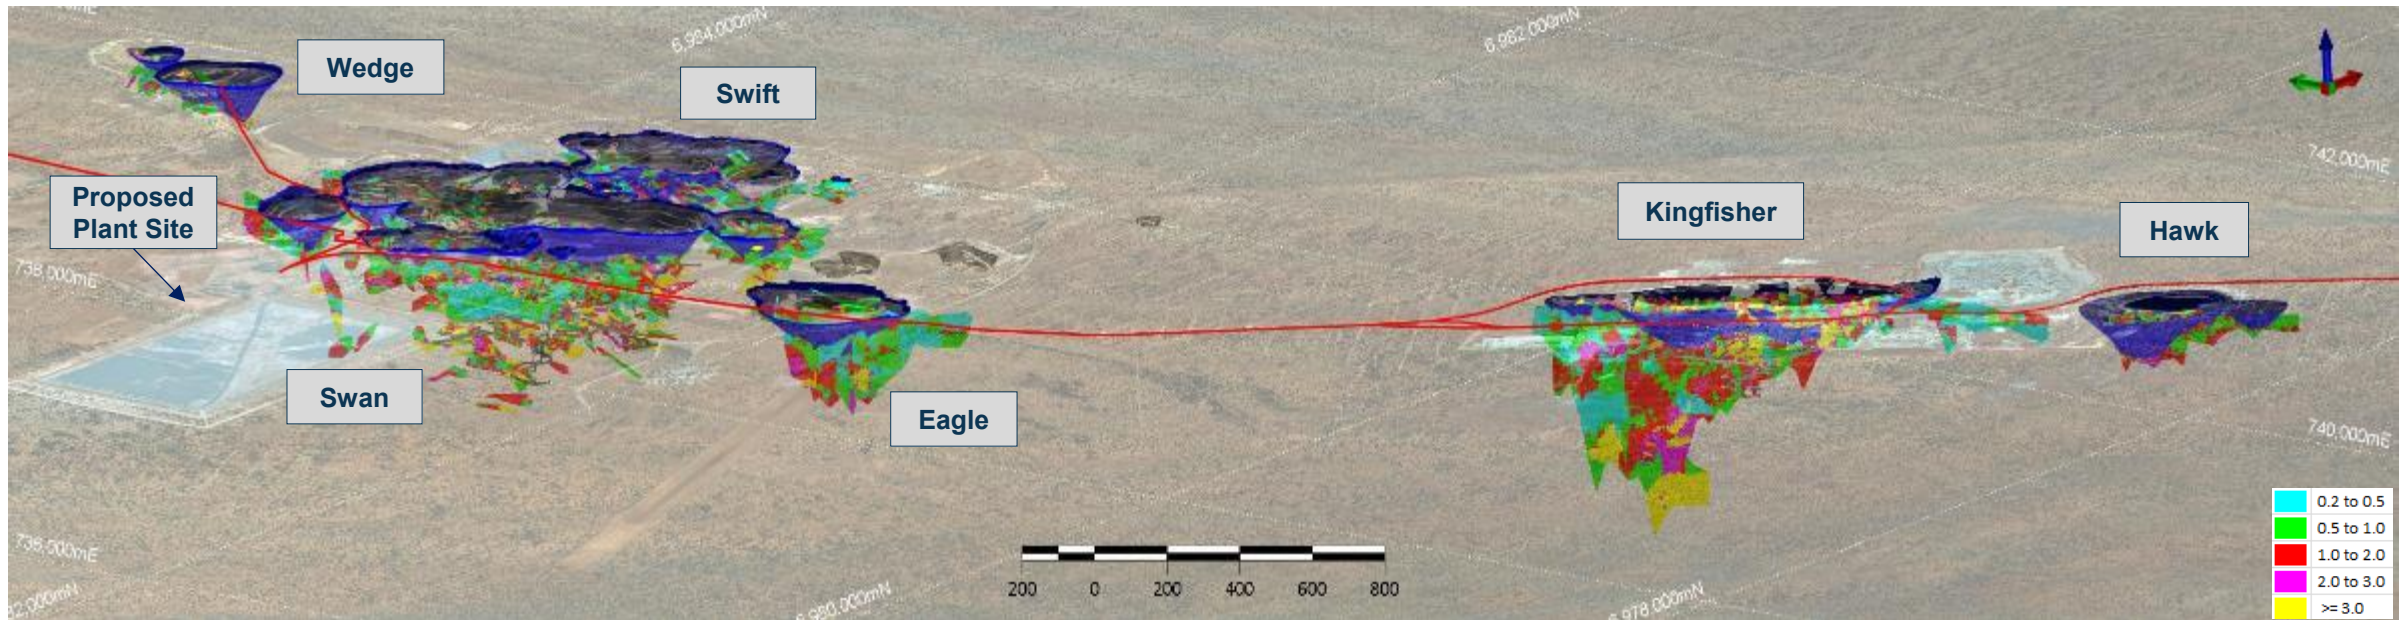 6,984,000mN
6,982,000mN
Wedge
Swift
742,000mE
Proposed
Plant Site
Kingfisher
Hawk
738,000mE
Swan
Eagle
740,000mE
736,000mE
0.2 to 0.5
0.5 to 1.0
1.0 to 2.0
2.0 to 3.0
>= 3.0
200 0 200 400 600 800
6,980,000mN
6,978,000mN